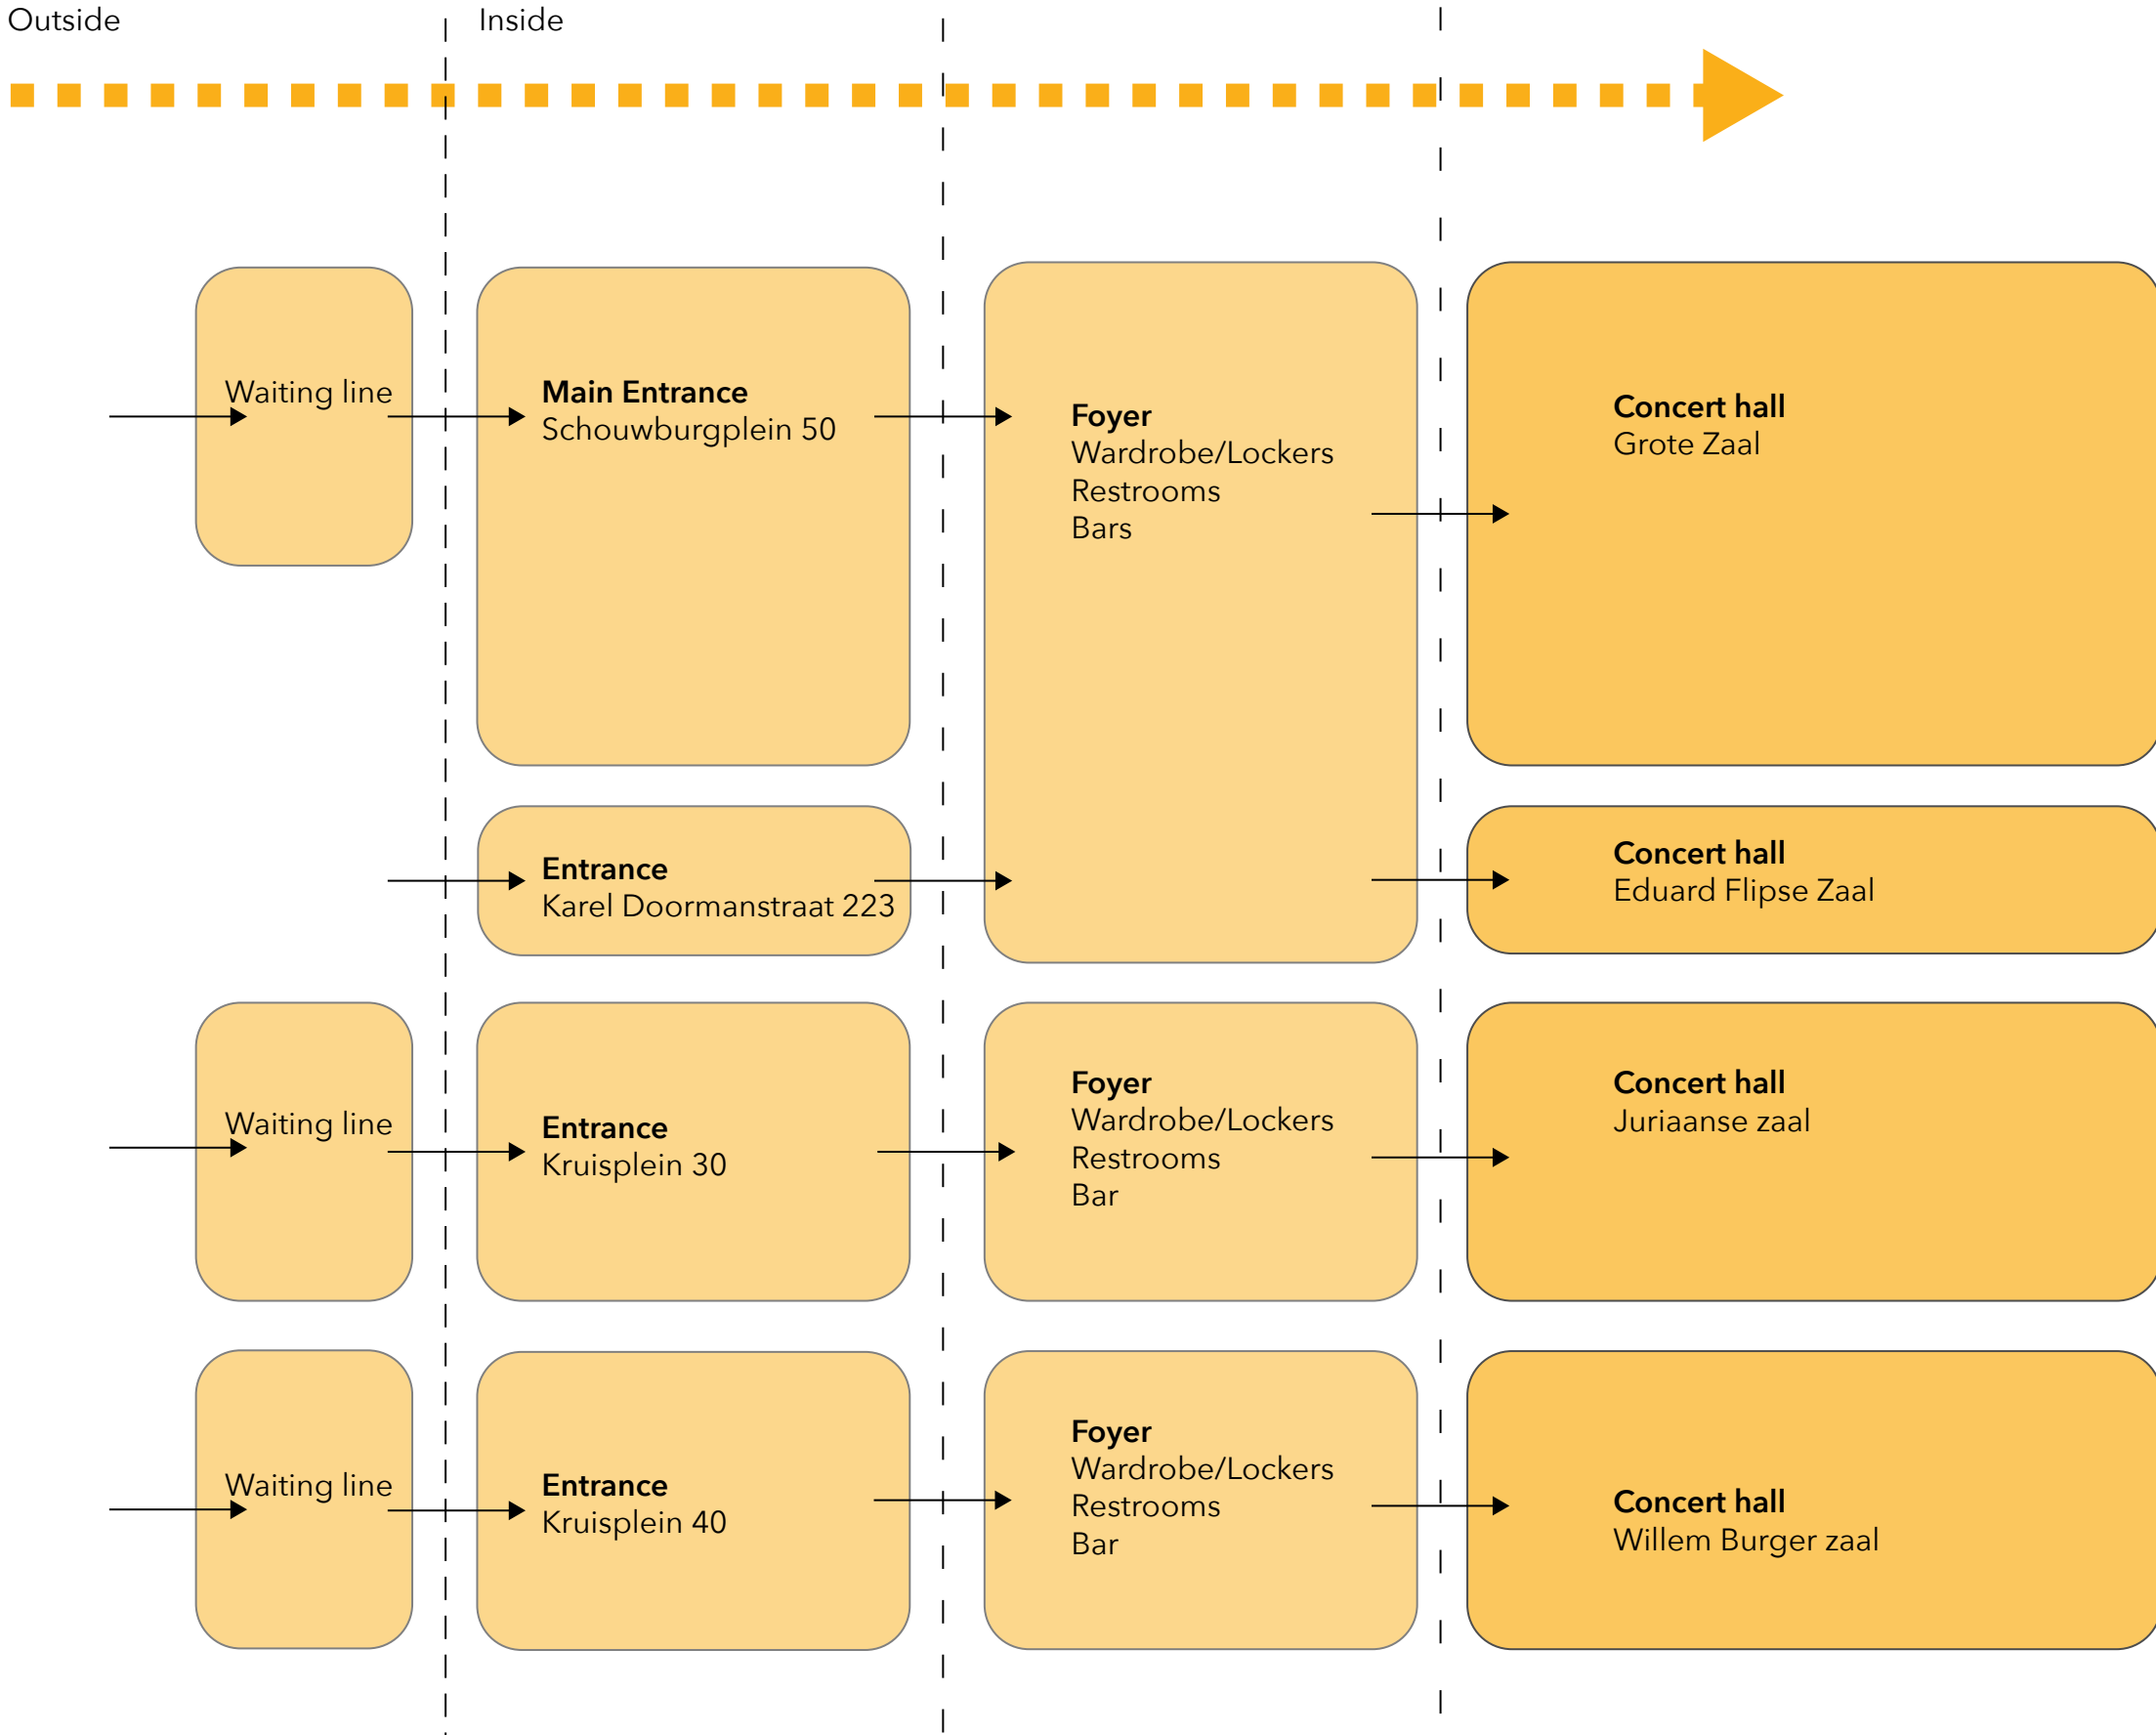 Outside
Inside
Waiting line
Main Entrance
Schouwburgplein 50
Foyer
Wardrobe/Lockers
Restrooms
Bars
Concert hall
Grote Zaal
Entrance
Karel Doormanstraat 223
Concert hall
Eduard Flipse Zaal
Waiting line
Entrance
Kruisplein 30
Foyer
Wardrobe/Lockers
Restrooms
Bar
Concert hall
Juriaanse zaal
Waiting line
Entrance
Kruisplein 40
Foyer
Wardrobe/Lockers
Restrooms
Bar
Concert hall
Willem Burger zaal